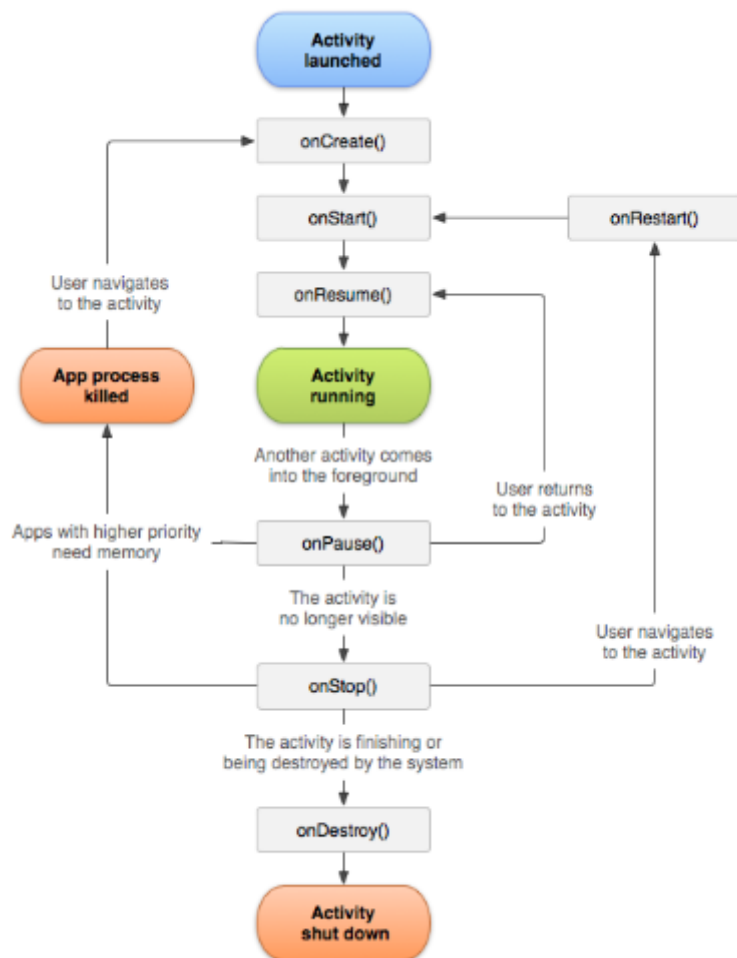 Activity
launched
onCreate()
onStart()
onRestart()
User navigates
to the activity
onResume()
App process
killed
Activity
running
Another activity comes
into the foreground
User returns
to the activity
Apps with higher priority
need memory
onPause()
The activity is
no longer visible
User navigates
to the activity
onStop()
The activity is finishing or
being destroyed by the system
onDestroy()
Activity
shut down